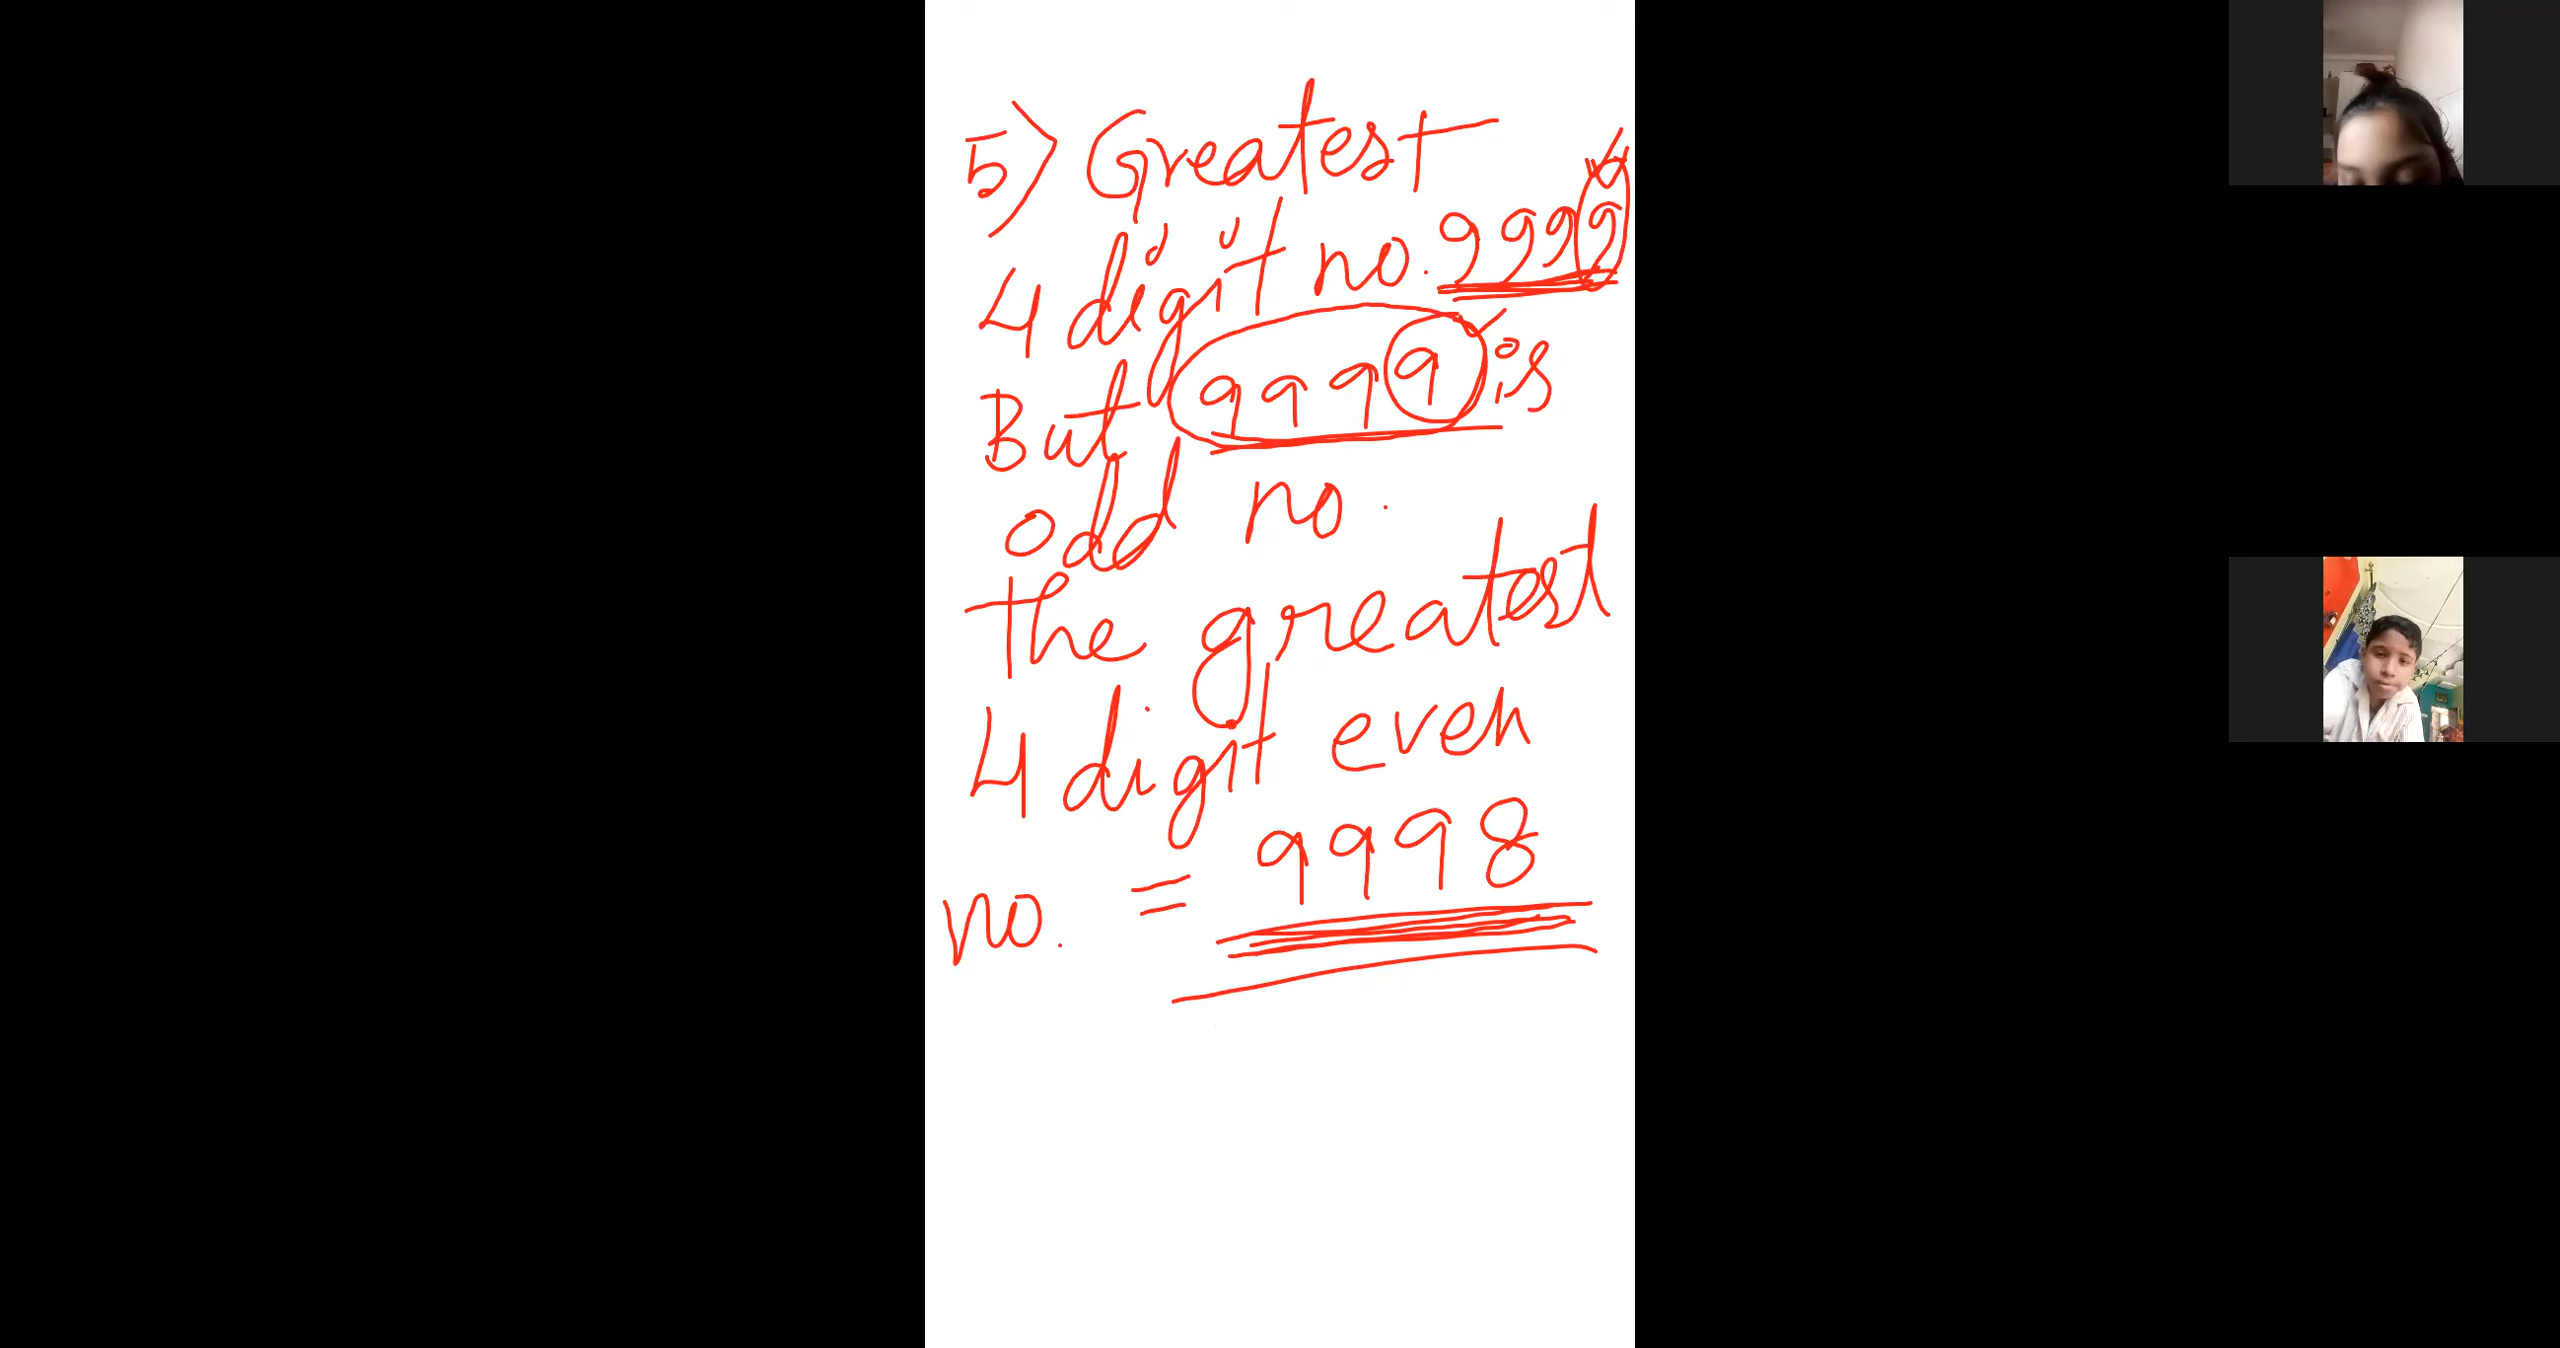 5) Greatest
4 digit no. 9999
But 9999 is
odd no.
The greatest
4 digit even
no. = 9998